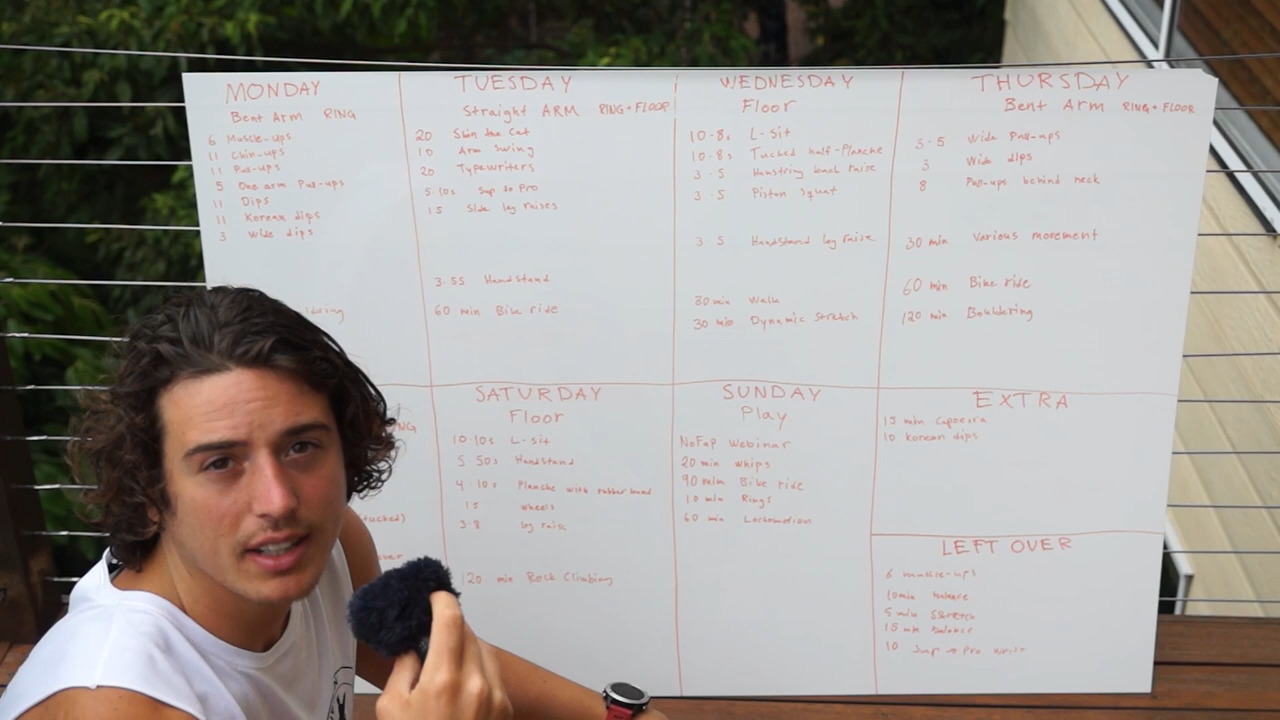 MONDAY
Bent Arm RING
6 Muscle-ups
11 Chin-ups
11 Pull-ups
5 One arm Pull-ups
11 Dips
11 Korean dips
3 Wide dips
TUESDAY
Straight ARM RING + FLOOR
20 Skin the Cat
10 Arm Swing
20 Typewriters
5·10s Sup to Pro
15 Side leg raises
3·55 Handstand
60 min Bike ride
WEDNESDAY
Floor
10·8s L-sit
10·8s Tucked half-Planche
3·5 Hamstring back raise
3·5 Piston Squat
3·5 Handstand leg raise
30 min Walk
30 min Dynamic Stretch
THURSDAY
Bent Arm RING + FLOOR
3·5 Wide Pull-ups
3 Wide dips
8 Pull-ups behind neck
30 min Various movement
60 min Bike ride
120 min Bouldering
NG
tucked)
SATURDAY
Floor
10·10s L-sit
5·50s Handstand
4·10s Planche with rubber band
15 wheels
3·8 leg raise
120 min Rock Climbing
SUNDAY
Play
NoFap Webinar
20 min Whips
90 min Bike ride
10 min Rings
60 min Locomotion
EXTRA
15 min Capoeira
10 Korean dips
LEFT OVER
6 muscle-ups
10 min balance
5 min Stretch
15 min balance
10 Sup → Pro wrist